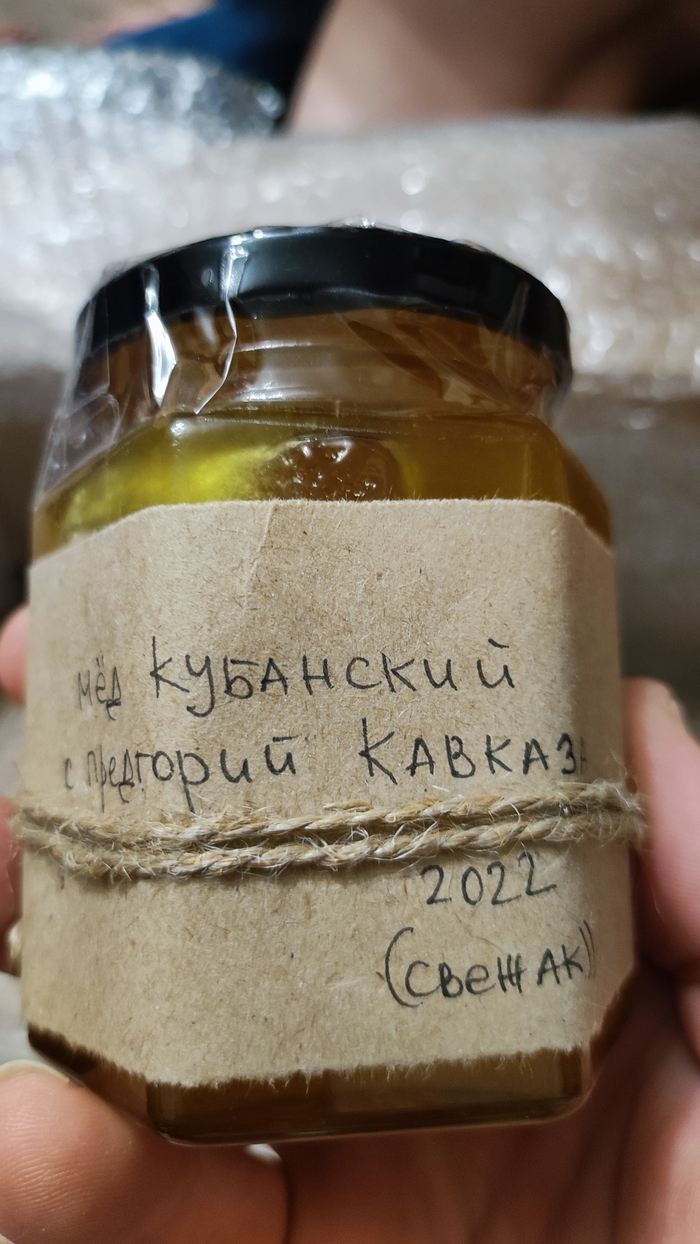 мёд Кубанский
с предгорий Кавказа
2022
(свежак))